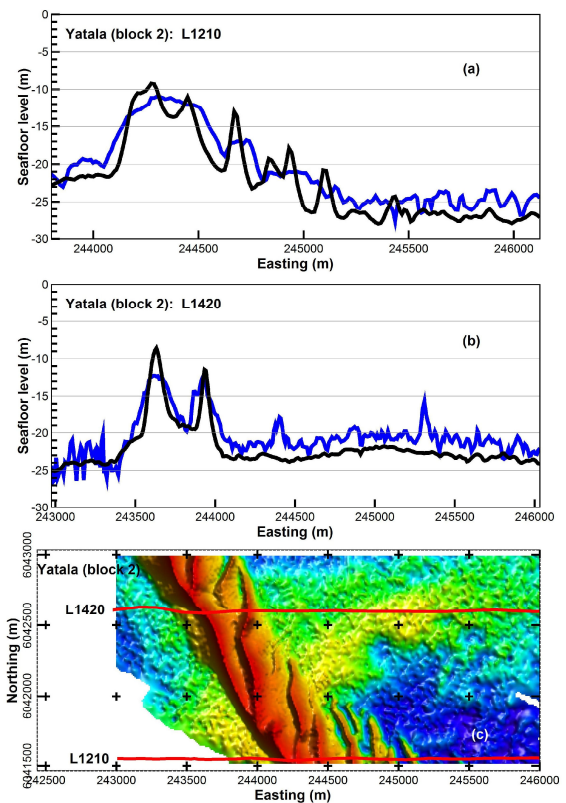 Yatala (block 2): L1210
(a)
0
-5
-10
-15
-20
-25
-30
Seafloor level (m)
244000 244500 245000 245500 246000
Easting (m)
Yatala (block 2): L1420
(b)
0
-5
-10
-15
-20
-25
-30
Seafloor level (m)
243000 243500 244000 244500 245000 245500 246000
Easting (m)
Yatala (block 2)
L1420
L1210
(c)
6043000
6042500
6042000
6041500
Northing (m)
242500 243000 243500 244000 244500 245000 245500 246000
Easting (m)